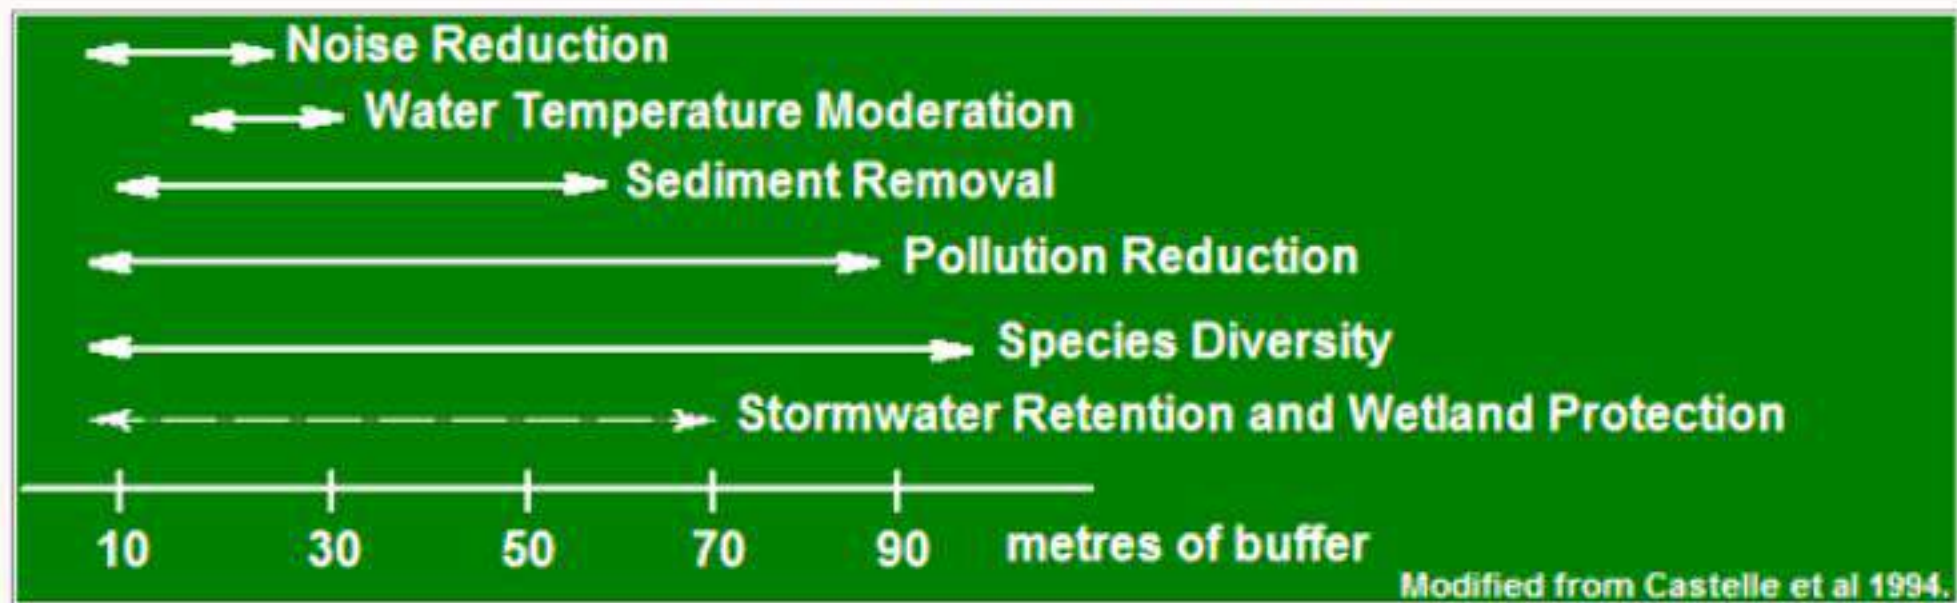 Noise Reduction
Water Temperature Moderation
Sediment Removal
Pollution Reduction
Species Diversity
Stormwater Retention and Wetland Protection
10 30 50 70 90 metres of buffer
Modified from Castelle et al 1994.